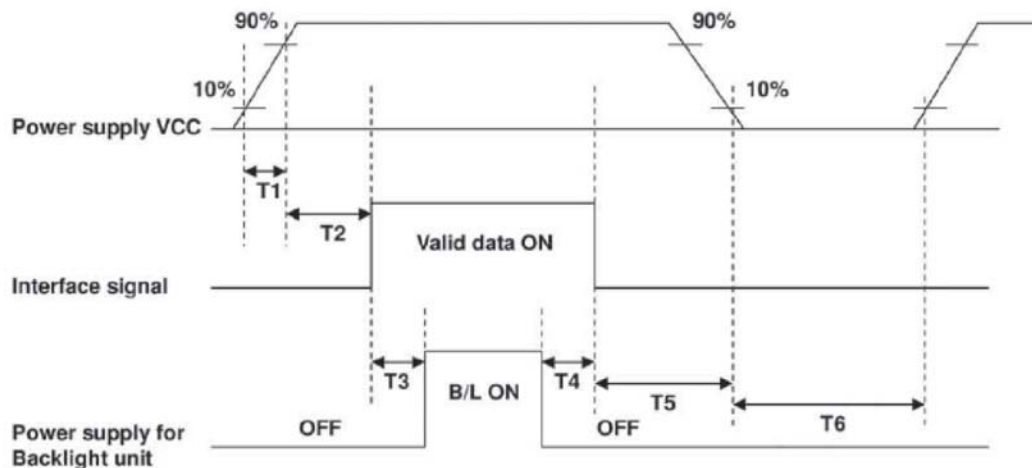 90%
90%
10%
10%
Power supply VCC
T1
T2
Valid data ON
Interface signal
T3
T4
B/L ON
T5
T6
OFF
OFF
Power supply for
Backlight unit